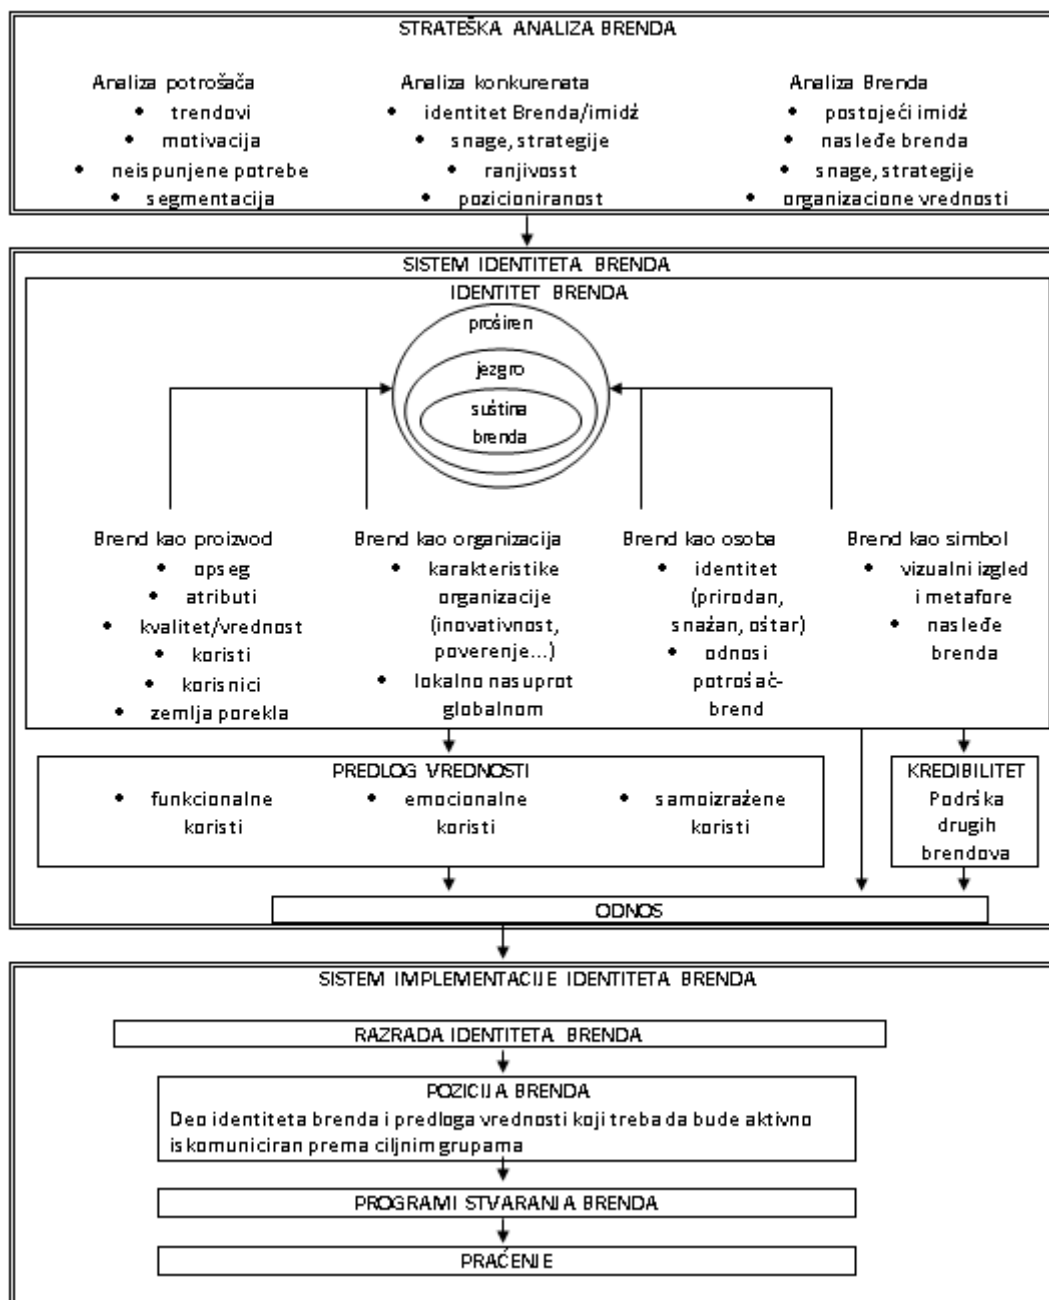 STRATEŠKA ANALIZA BRENDA
Analiza potrošača
• trendovi
• motivacija
• neispunjene potrebe
• segmentacija
Analiza konkurenata
• identitet Brenda/imidž
• snage, strategije
• ranjivosst
• pozicioniranost
Analiza Brenda
• postojeći imidž
• nasleđe brenda
• snage, strategije
• organizacione vrednosti
SISTEM IDENTITETA BRENDA
IDENTITET BRENDA
proširen
jezgro
suština
brenda
Brend kao proizvod
• opseg
• atributi
• kvalitet/vrednost
• koristi
• korisnici
• zemlja porekla
Brend kao organizacija
• karakteristike
organizacije
(inovativnost,
poverenje...)
• lokalno nasuprot
globalnom
Brend kao osoba
• identitet
(prirodan,
snažan, oštar)
• odnosi
potrošač-
brend
Brend kao simbol
• vizualni izgled
i metafore
• nasleđe
brenda
PREDLOG VREDNOSTI
• funkcionalne
koristi
• emocionalne
koristi
• samoizražene
koristi
KREDIBILITET
Podrška
drugih
brendova
ODNOS
SISTEM IMPLEMENTACIJE IDENTITETA BRENDA
RAZRADA IDENTITETA BRENDA
POZICIJA BRENDA
Deo identiteta brenda i predloga vrednosti koji treba da bude aktivno
iskomuniciran prema ciljnim grupama
PROGRAMI STVARANJA BRENDA
PRAĆENJE